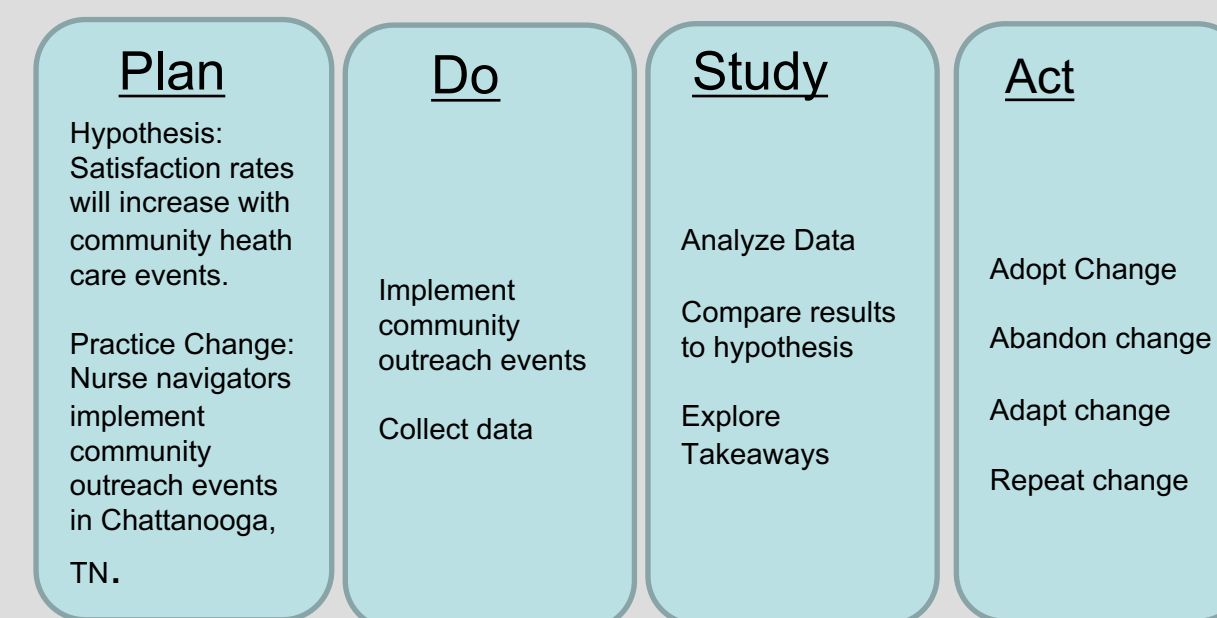 Plan
Hypothesis:
Satisfaction rates
will increase with
community heath
care events.
Practice Change:
Nurse navigators
implement
community
outreach events
in Chattanooga,
TN.
Do
Implement
community
outreach events
Collect data
Study
Analyze Data
Compare results
to hypothesis
Explore
Takeaways
Act
Adopt Change
Abandon change
Adapt change
Repeat change